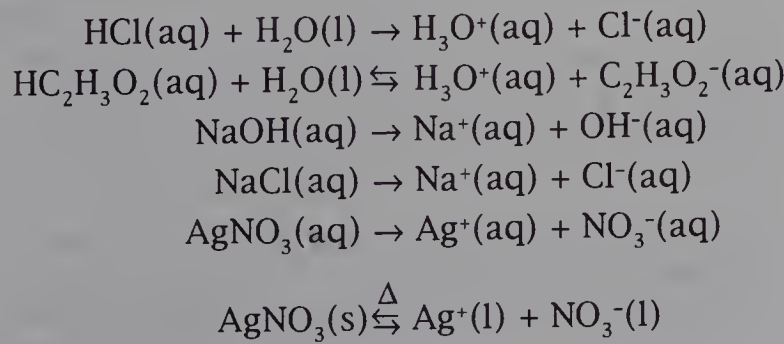 HCl(aq) + H₂O(l) → H₃O⁺(aq) + Cl⁻(aq)
HC₂H₃O₂(aq) + H₂O(l) ⇆ H₃O⁺(aq) + C₂H₃O₂⁻(aq)
NaOH(aq) → Na⁺(aq) + OH⁻(aq)
NaCl(aq) → Na⁺(aq) + Cl⁻(aq)
AgNO₃(aq) → Ag⁺(aq) + NO₃⁻(aq)
Δ
AgNO₃(s) ⇆ Ag⁺(l) + NO₃⁻(l)